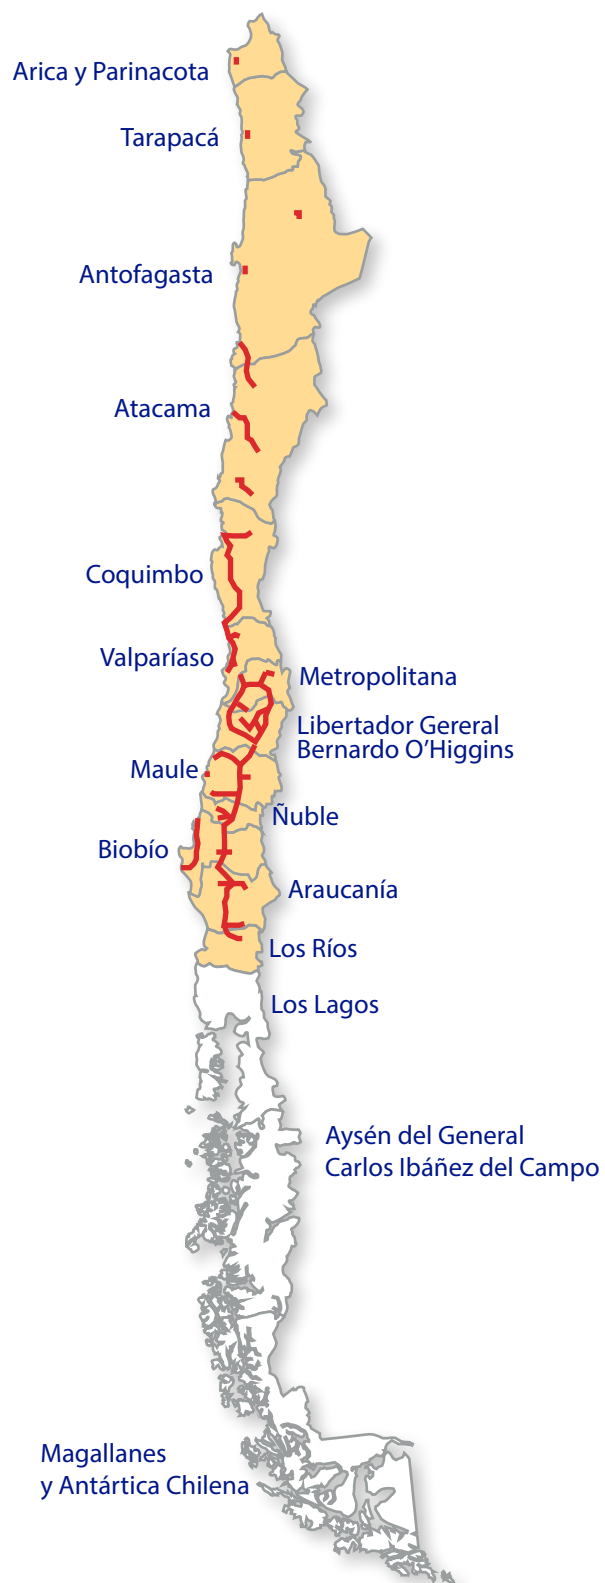 Arica y Parinacota
Tarapacá
Antofagasta
Atacama
Coquimbo
Valparíaso
Metropolitana
Libertador Gereral
Bernardo O’Higgins
Maule
Ñuble
Biobío
Araucanía
Los Ríos
Los Lagos
Aysén del General
Carlos Ibáñez del Campo
Magallanes
y Antártica Chilena